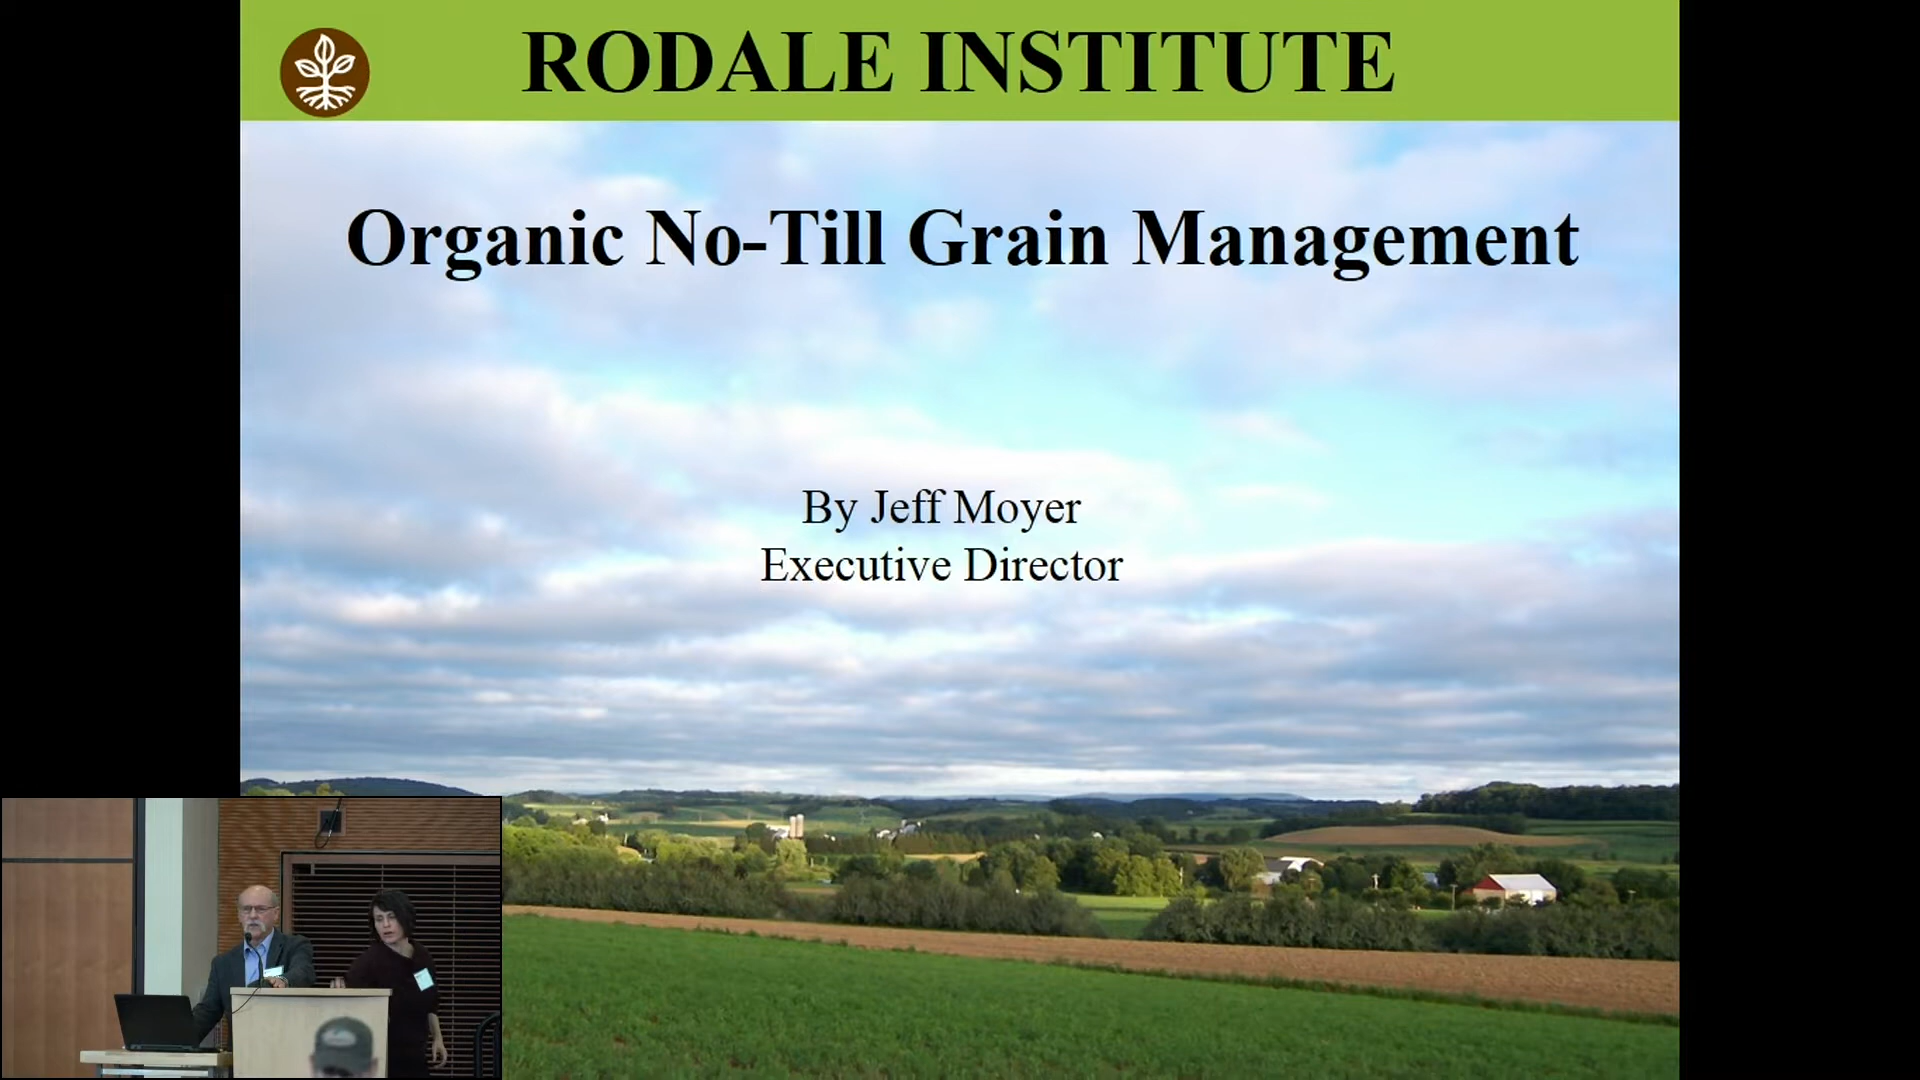 RODALE INSTITUTE
Organic No-Till Grain Management
By Jeff Moyer
Executive Director